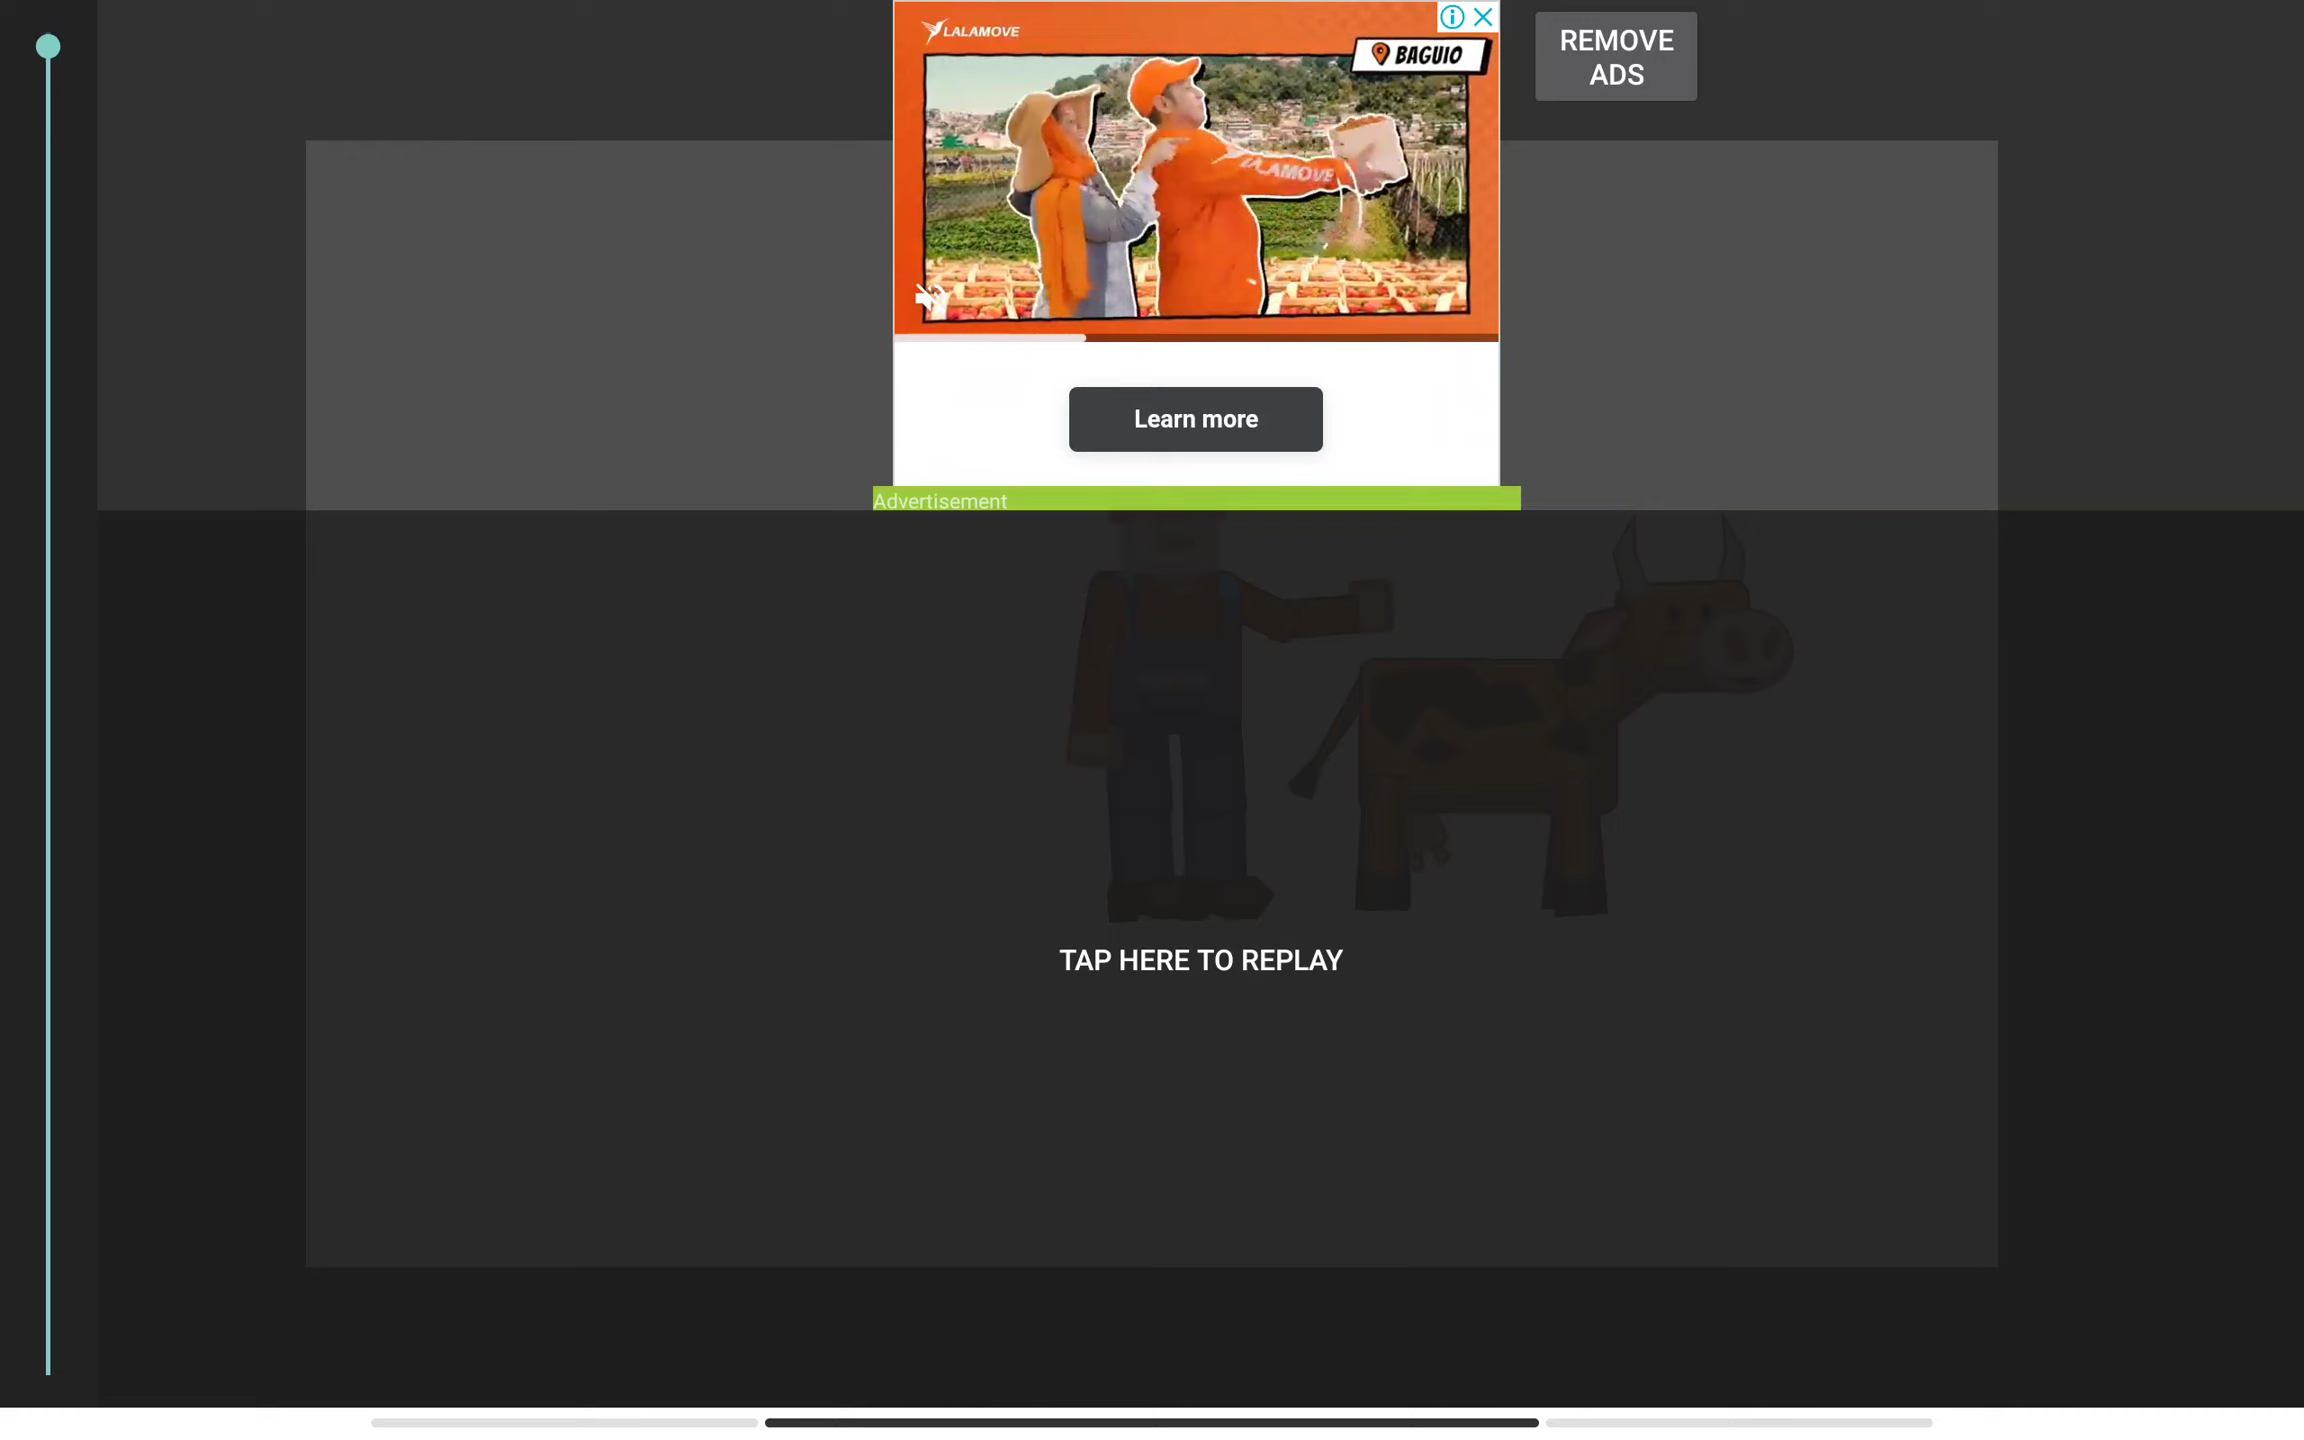 LALAMOVE
BAGUIO
REMOVE
ADS
LALAMOVE
Learn more
Advertisement
TAP HERE TO REPLAY